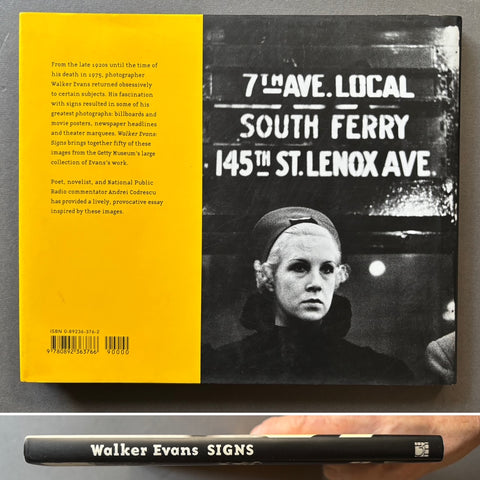 From the late 1920s until the time of
his death in 1975, photographer
Walker Evans returned obsessively
to certain subjects. His fascination
with signs resulted in some of his
greatest photographs: billboards and
movie posters, newspaper headlines
and theater marquees. Walker Evans:
Signs brings together fifty of these
images from the Getty Museum's large
collection of Evans's work.
Poet, novelist, and National Public
Radio commentator Andrei Codrescu
has provided a lively, provocative essay
inspired by these images.
ISBN 0-89236-376-2
9 780892 363766 90000
7TH AVE. LOCAL
SOUTH FERRY
145TH ST. LENOX AVE.
Walker Evans SIGNS